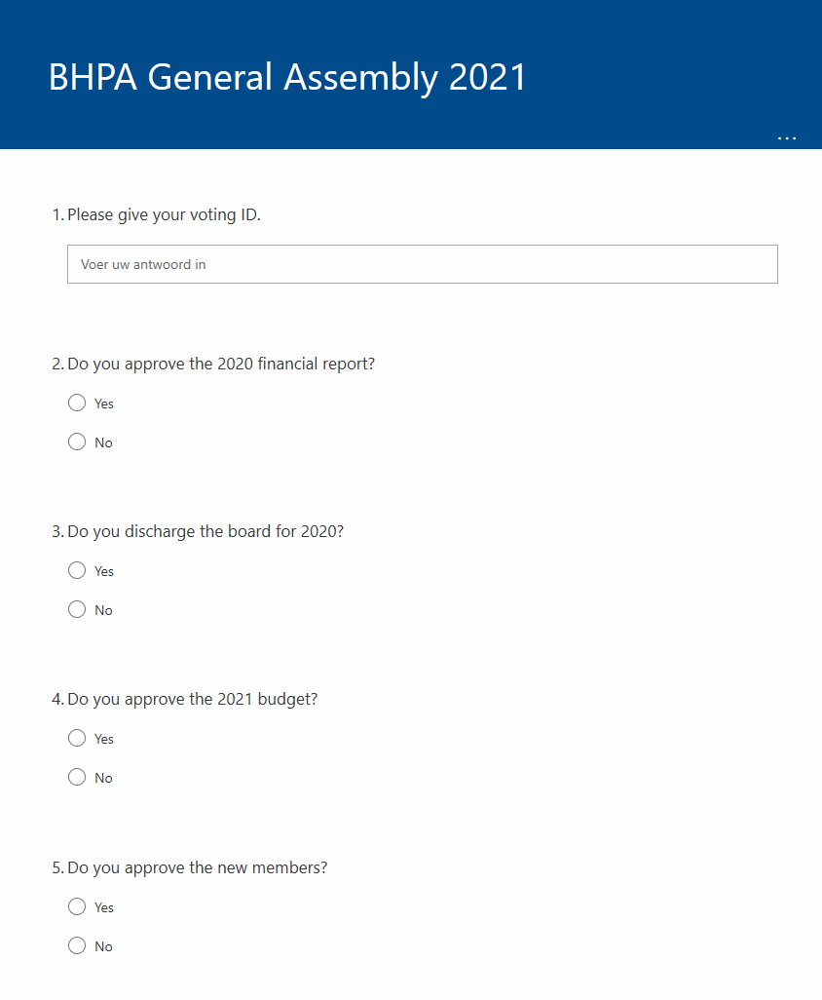 BHPA General Assembly 2021
...
1. Please give your voting ID.
Voer uw antwoord in
2. Do you approve the 2020 financial report?
Yes
No
3. Do you discharge the board for 2020?
Yes
No
4. Do you approve the 2021 budget?
Yes
No
5. Do you approve the new members?
Yes
No